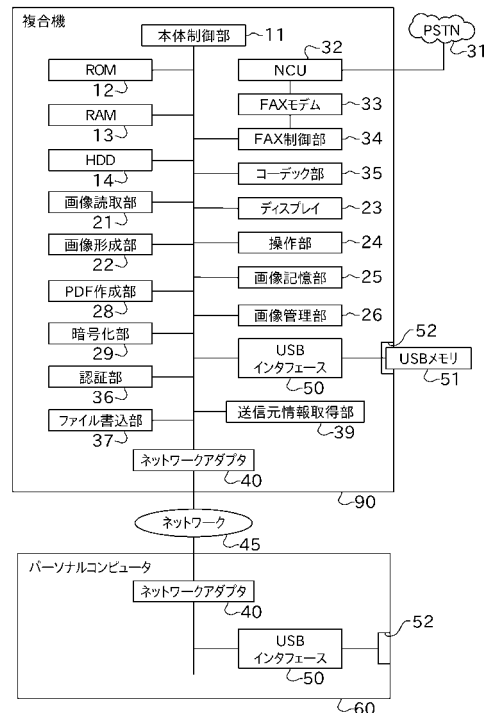 複合機
本体制御部
11
ROM
12
RAM
13
HDD
14
画像読取部
21
画像形成部
22
PDF作成部
28
暗号化部
29
認証部
36
ファイル書込部
37
NCU
32
PSTN
31
FAXモデム
33
FAX制御部
34
コーデック部
35
ディスプレイ
23
操作部
24
画像記憶部
25
画像管理部
26
USB
インタフェース
50
52
USBメモリ
51
送信元情報取得部
39
ネットワークアダプタ
40
90
ネットワーク
45
パーソナルコンピュータ
ネットワークアダプタ
40
USB
インタフェース
50
52
60